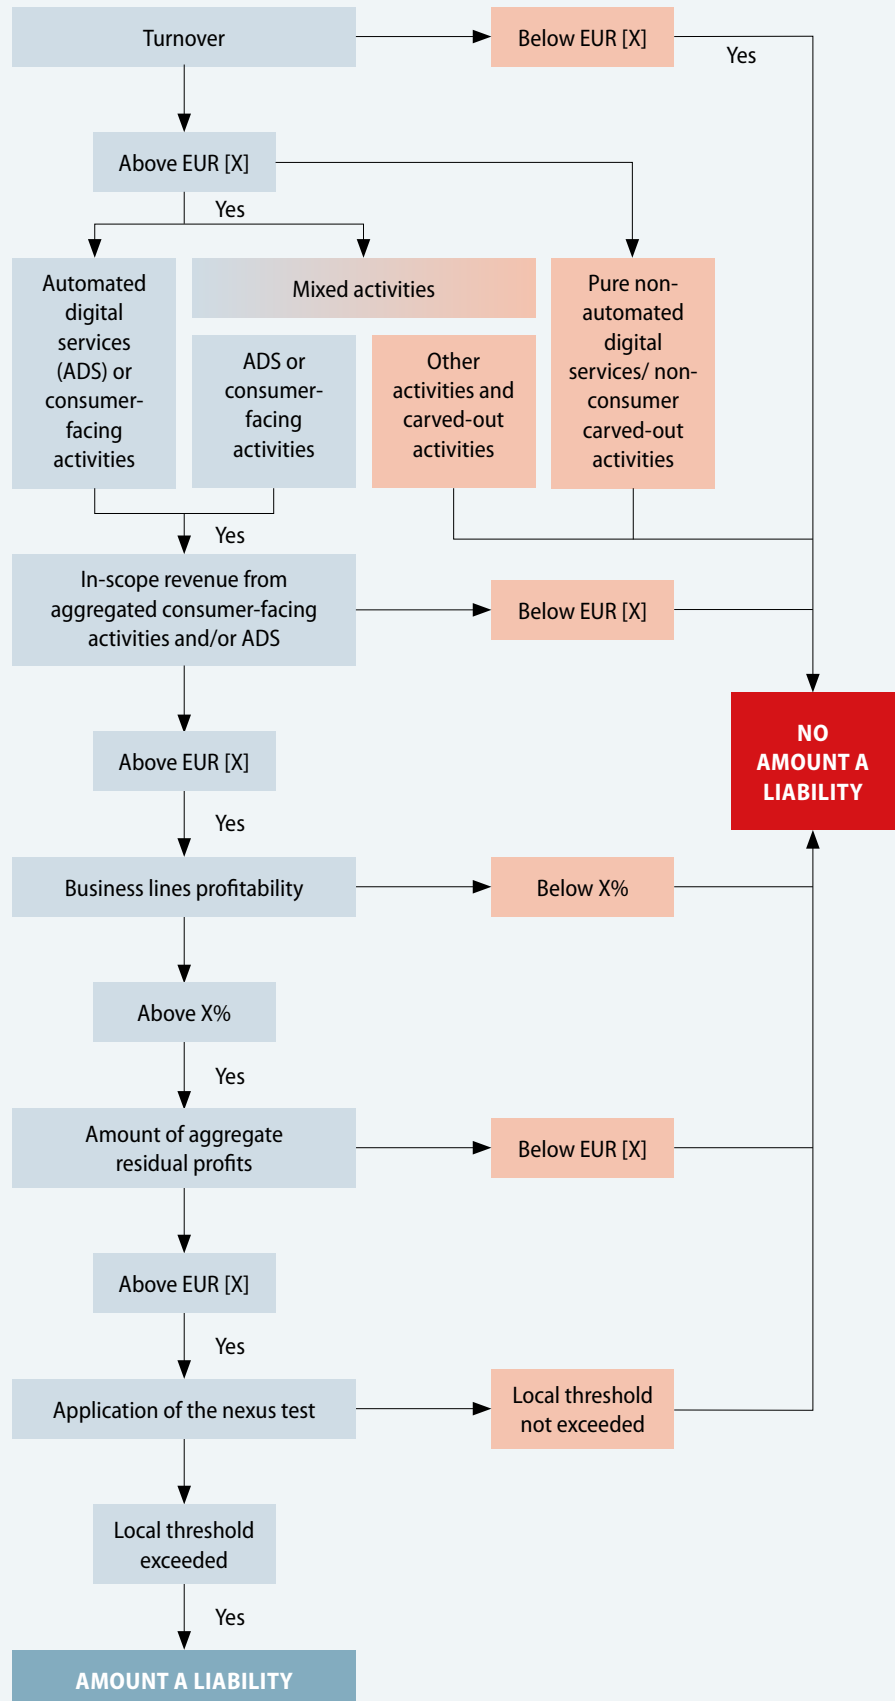 Turnover
Below EUR [X]
Yes
Above EUR [X]
Yes
Automated
digital
services
(ADS) or
consumer-
facing
activities
Mixed activities
ADS or
consumer-
facing
activities
Other
activities and
carved-out
activities
Pure non-
automated
digital
services/ non-
consumer
carved-out
activities
Yes
In-scope revenue from
aggregated consumer-facing
activities and/or ADS
Below EUR [X]
NO
AMOUNT A
LIABILITY
Above EUR [X]
Yes
Business lines profitability
Below X%
Above X%
Yes
Amount of aggregate
residual profits
Below EUR [X]
Above EUR [X]
Yes
Application of the nexus test
Local threshold
not exceeded
Local threshold
exceeded
Yes
AMOUNT A LIABILITY